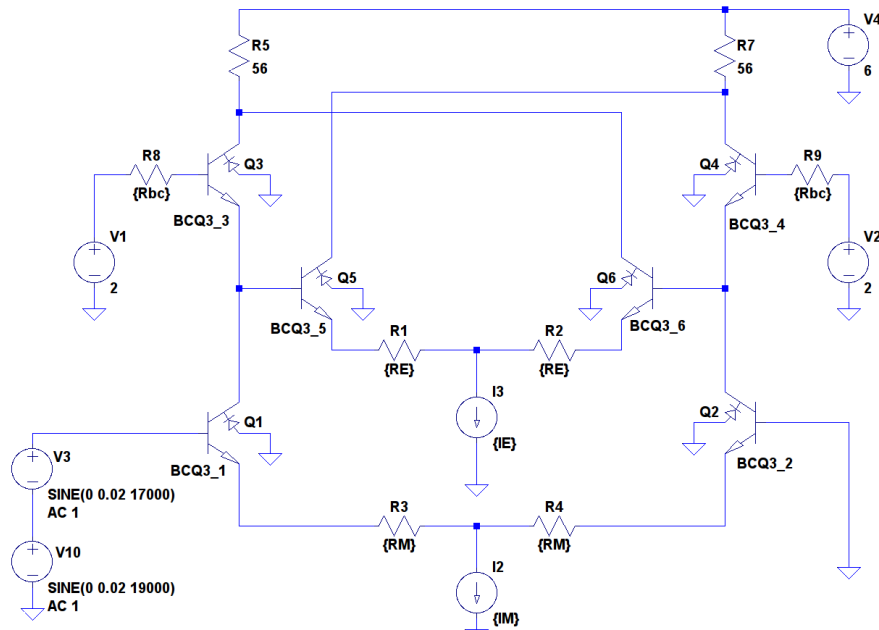 V4
6
R5
56
R7
56
R8
{Rbc}
Q3
BCQ3_3
Q4
BCQ3_4
R9
{Rbc}
V1
2
V2
2
Q5
BCQ3_5
Q6
BCQ3_6
R1
{RE}
R2
{RE}
I3
{IE}
Q1
BCQ3_1
Q2
BCQ3_2
V3
SINE(0 0.02 17000)
AC 1
R3
{RM}
R4
{RM}
V10
SINE(0 0.02 19000)
AC 1
I2
{IM}